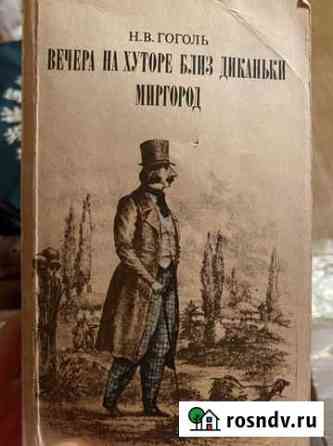 Н.В.ГОГОЛЬ
ВЕЧЕРА НА ХУТОРЕ БЛИЗ ДИКАНЬКИ
МИРГОРОД
rosndv.ru